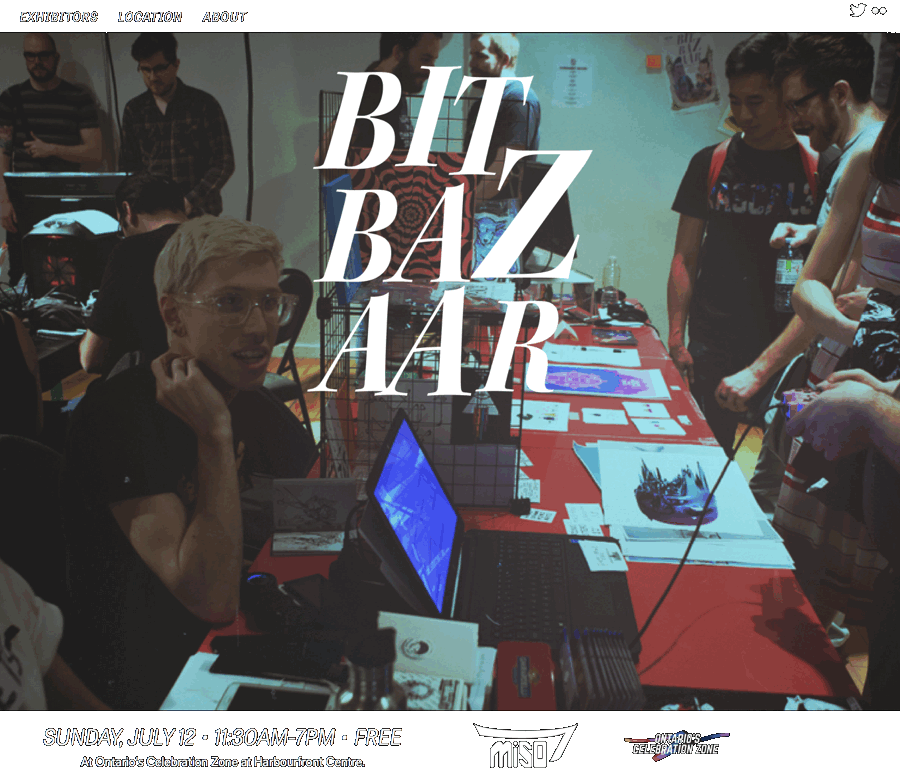 EXHIBITORS LOCATION ABOUT
BIT
BAZ
AAR
SUNDAY, JULY 12 · 11:30AM–7PM · FREE
At Ontario's Celebration Zone at Harbourfront Centre.
MISO
ONTARIO'S
CELEBRATION ZONE